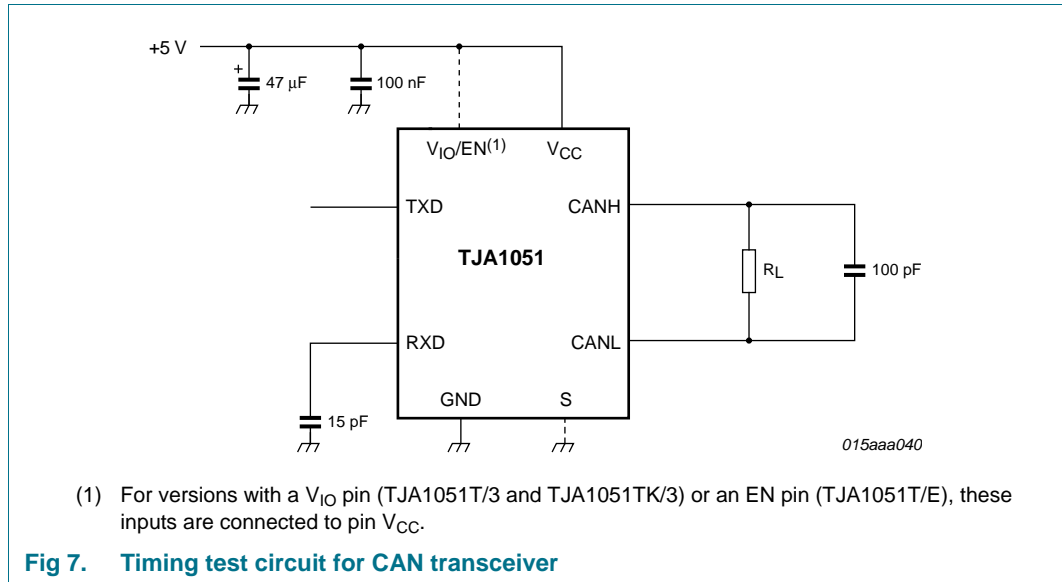 +5 V
+
47 μF
100 nF
VIO/EN(1)
VCC
TXD
CANH
TJA1051
RL
100 pF
RXD
CANL
GND
S
15 pF
015aaa040
(1) For versions with a VIO pin (TJA1051T/3 and TJA1051TK/3) or an EN pin (TJA1051T/E), these
inputs are connected to pin VCC.
Fig 7. Timing test circuit for CAN transceiver